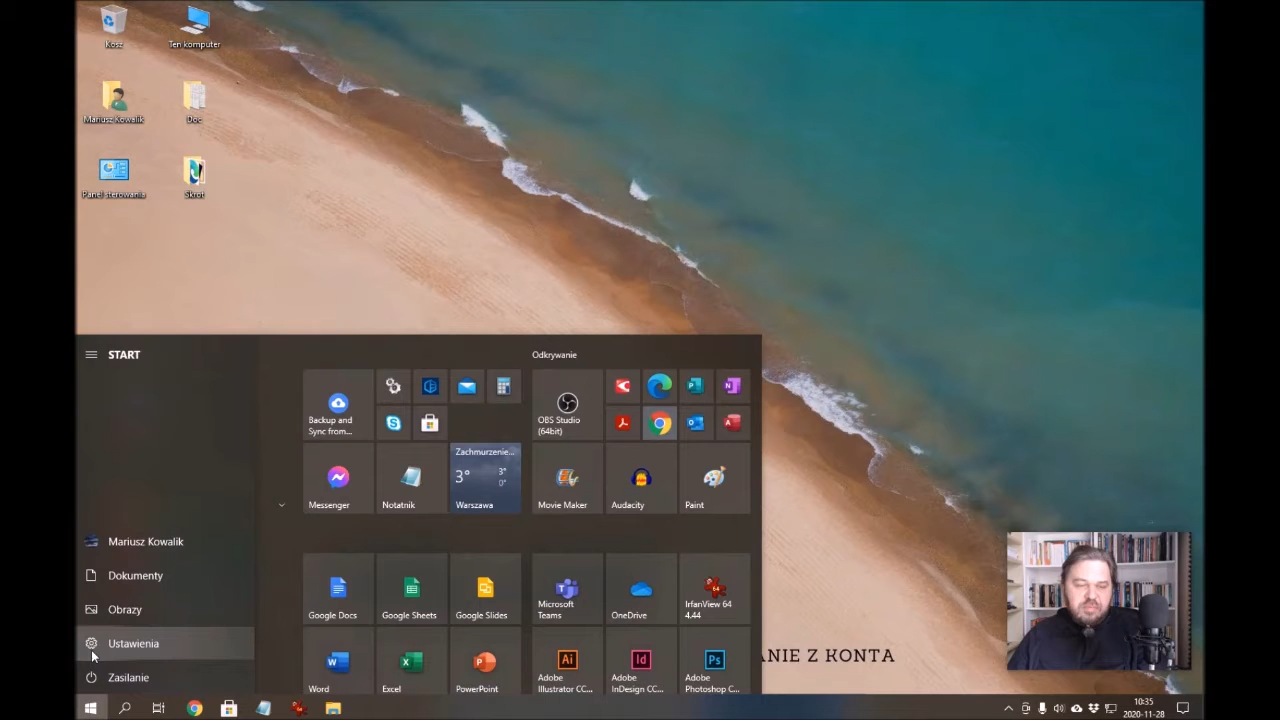 Kosz
Ten komputer
Mariusz Kowalik
Doc
Panel sterowania
Skrót
START
Odkrywanie
Backup and
Sync from...
OBS Studio
(64bit)
Zachmurzenie...
3°
3°
0°
Messenger
Notatnik
Warszawa
Movie Maker
Audacity
Paint
Mariusz Kowalik
Dokumenty
Obrazy
Ustawienia
Zasilanie
Google Docs
Google Sheets
Google Slides
Microsoft
Teams
OneDrive
IrfanView 64
4.44
Word
Excel
PowerPoint
Adobe
Illustrator CC...
Adobe
InDesign CC...
Adobe
Photoshop C...
ANIE Z KONTA
10:35
2020-11-28